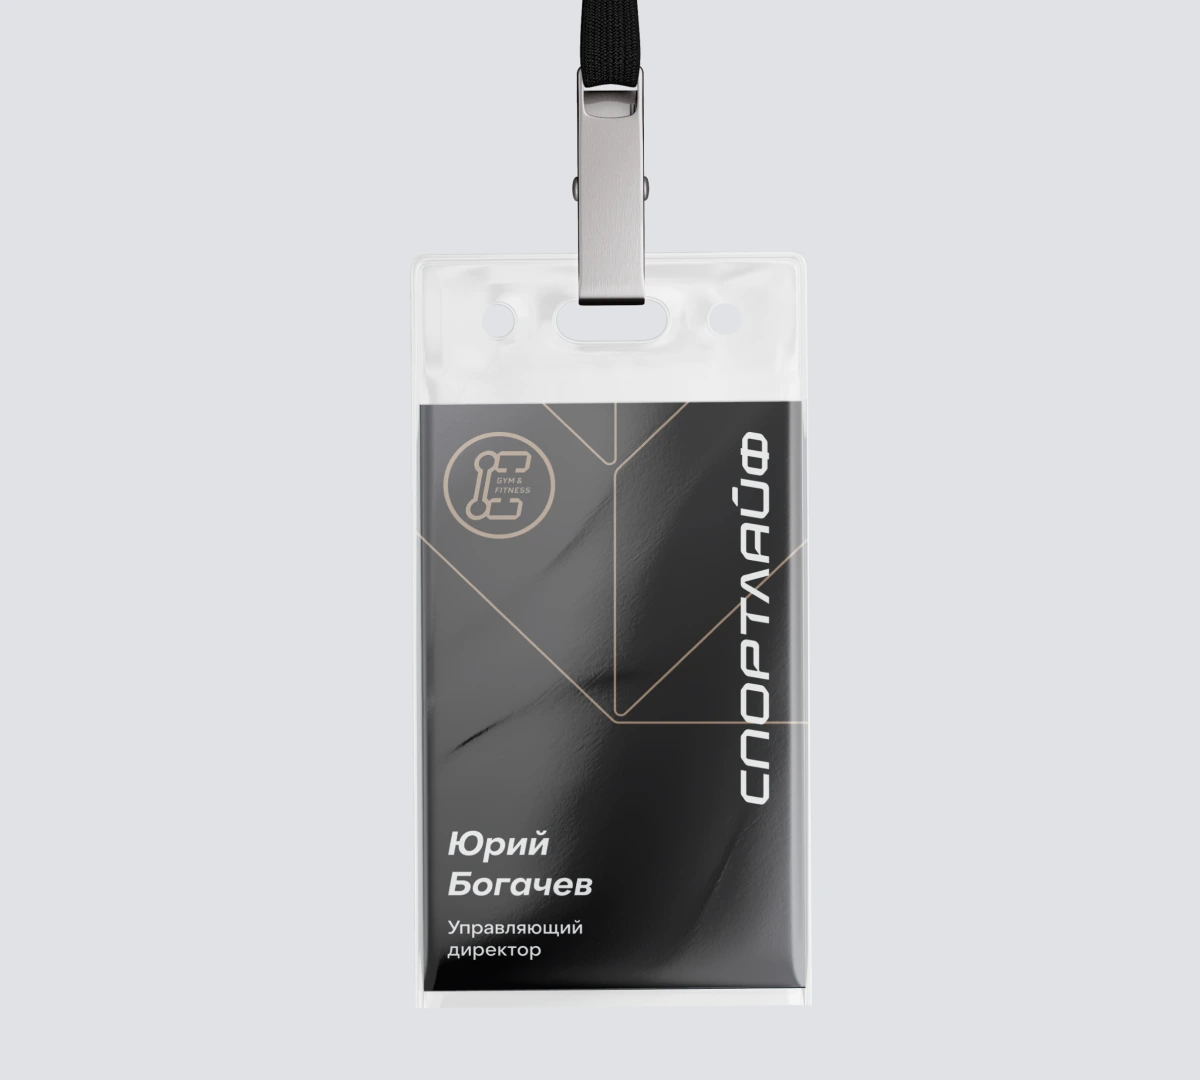 GYM &
FITNESS
СПОРТЛАЙФ
Юрий
Богачев
Управляющий
директор